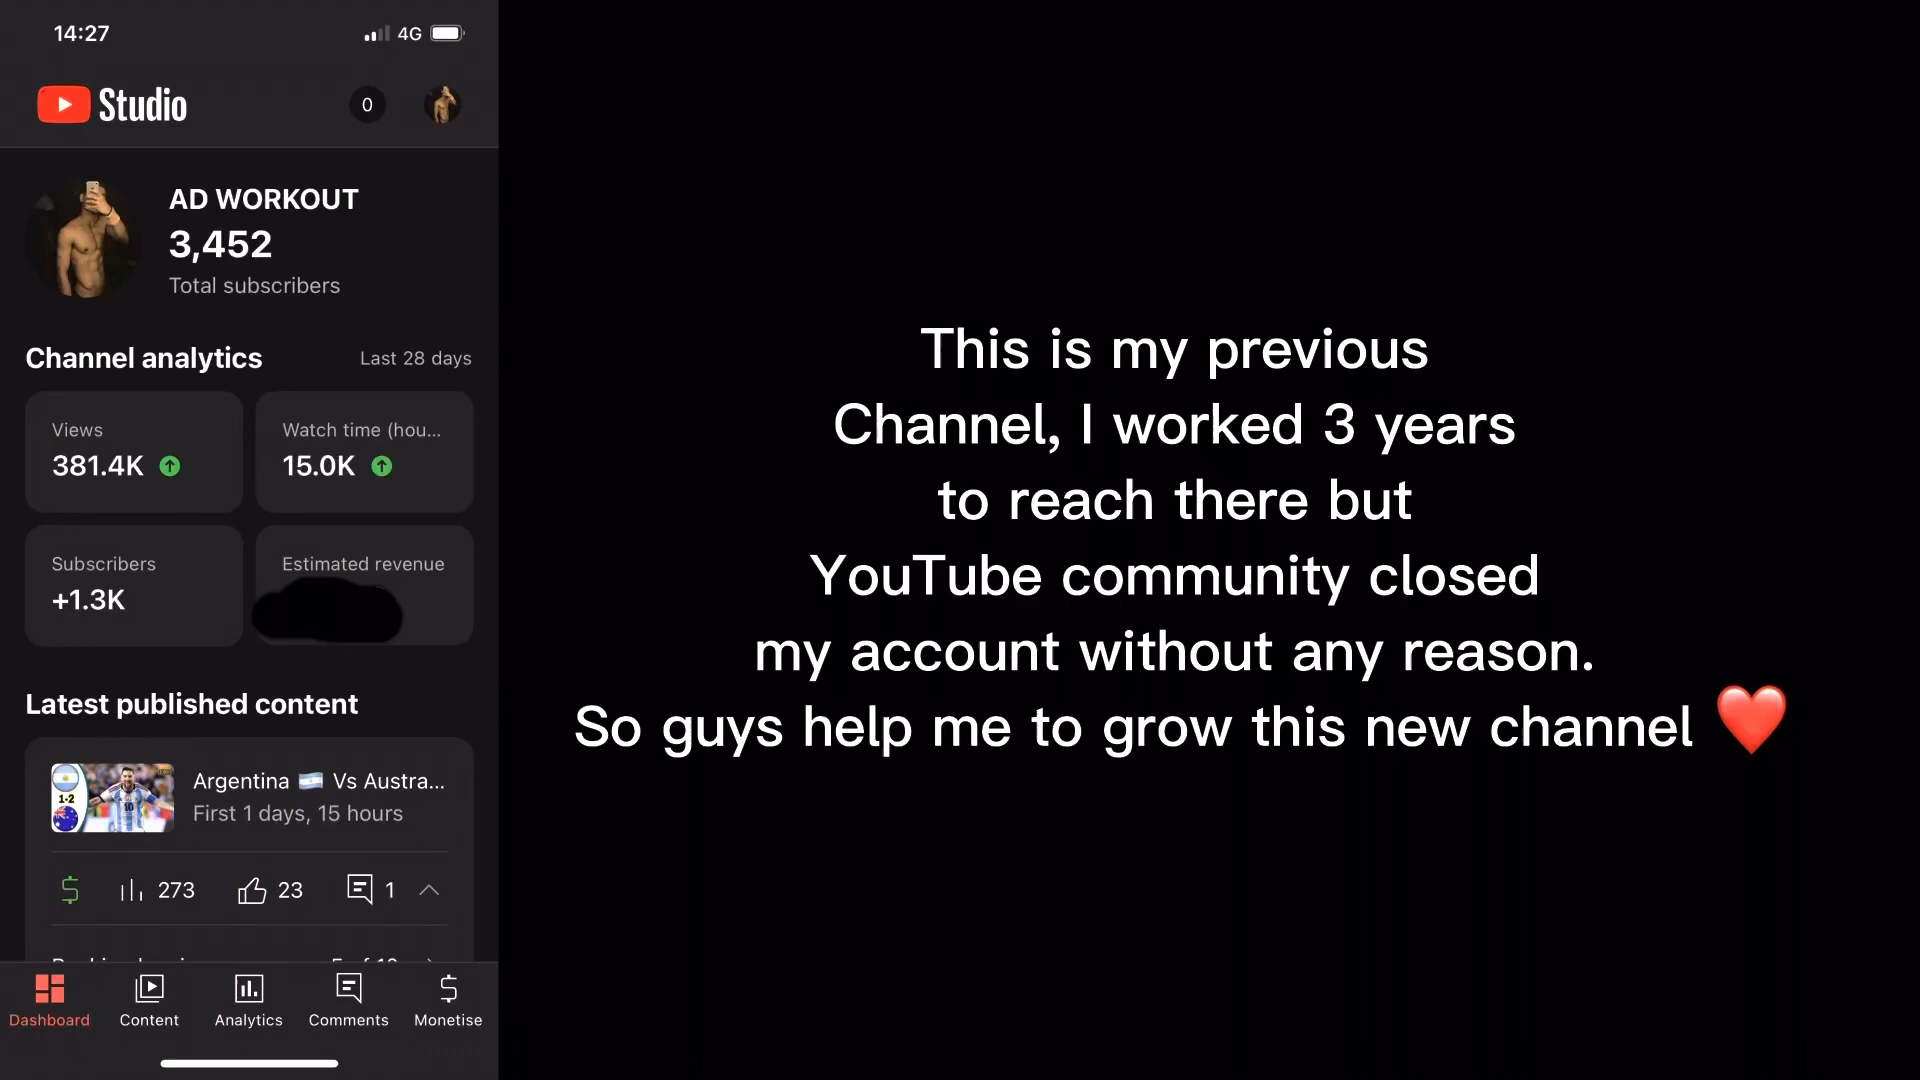 14:27
4G
Studio
0
AD WORKOUT
3,452
Total subscribers
Channel analytics
Last 28 days
Views
381.4K
Watch time (hou...
15.0K
Subscribers
+1.3K
Estimated revenue
Latest published content
1-2
10
Argentina 🇦🇷 Vs Austra...
First 1 days, 15 hours
273
23
1
Dashboard
Content
Analytics
Comments
Monetise
This is my previous
Channel, I worked 3 years
to reach there but
YouTube community closed
my account without any reason.
So guys help me to grow this new channel ❤️